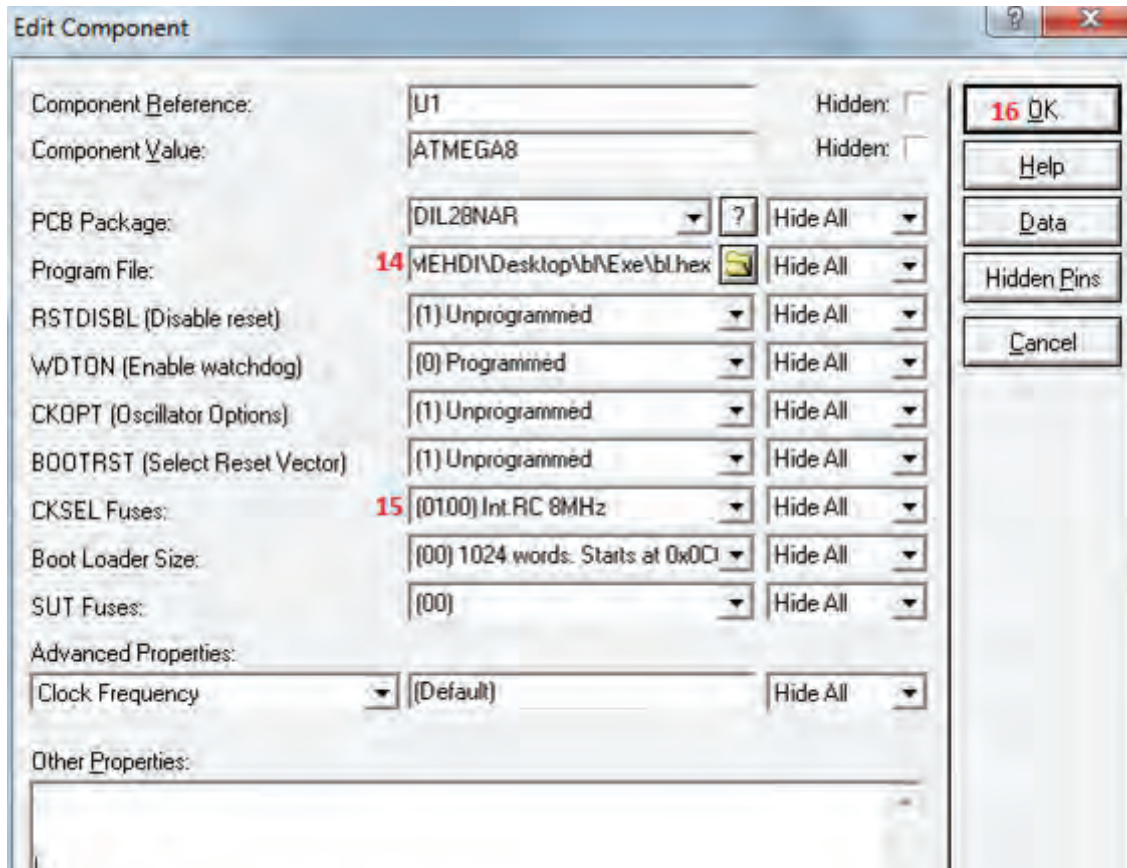 Edit Component
Component Reference: U1 Hidden: 16 OK
Component Value: ATMEGA8 Hidden: Help
PCB Package: DIL28NAR ? Hide All Data
Program File: 14 MEHDI\Desktop\bl\Exe\bl.hex Hide All Hidden Pins
RSTDISBL (Disable reset) (1) Unprogrammed Hide All
WDTON (Enable watchdog) (0) Programmed Hide All Cancel
CKOPT (Oscillator Options) (1) Unprogrammed Hide All
BOOTRST (Select Reset Vector) (1) Unprogrammed Hide All
CKSEL Fuses: 15 (0100) Int.RC 8MHz Hide All
Boot Loader Size: (00) 1024 words. Starts at Hide All
SUT Fuses: (00) Hide All
Advanced Properties:
Clock Frequency (Default) Hide All
Other Properties: